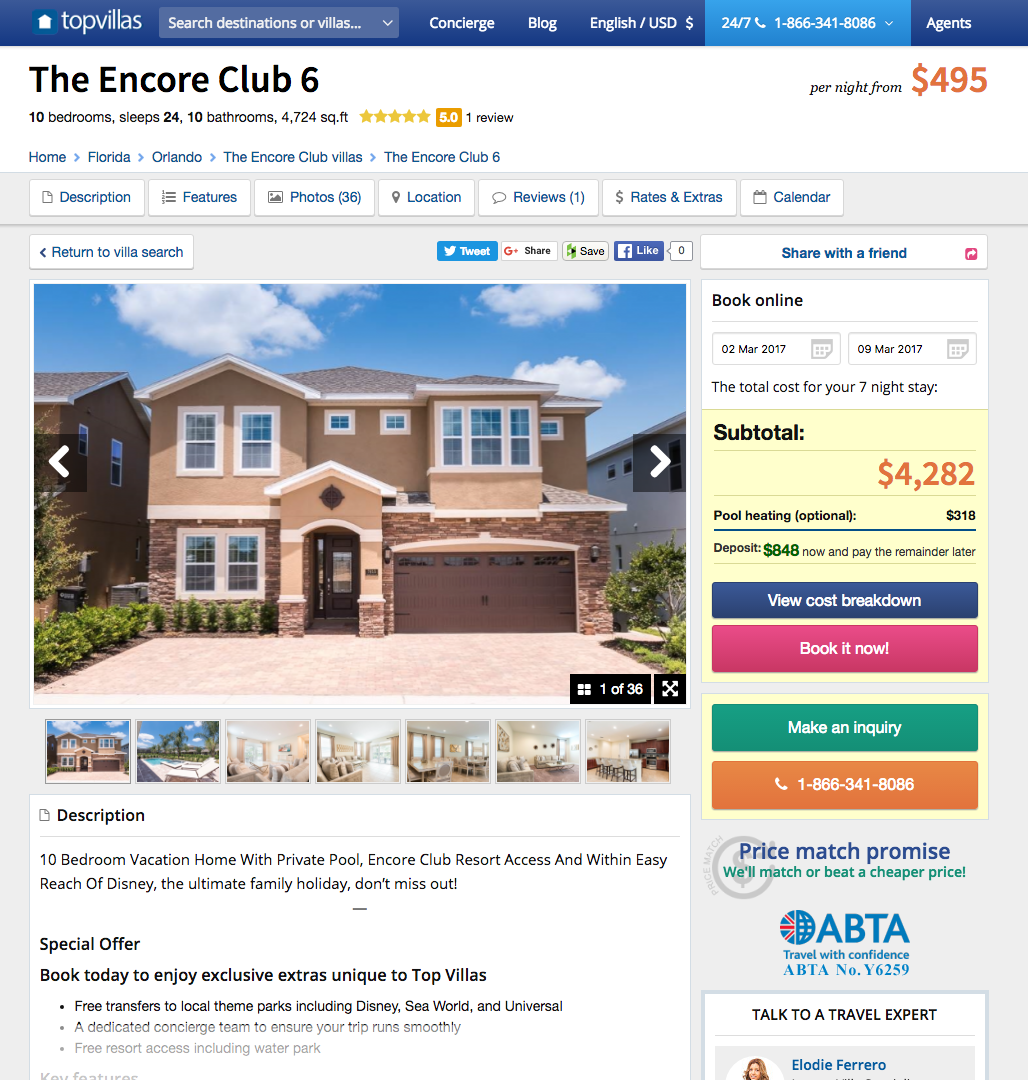 topvillas
Search destinations or villas...
Concierge
Blog
English / USD $
24/7 1-866-341-8086
Agents
The Encore Club 6
per night from $495
10 bedrooms, sleeps 24, 10 bathrooms, 4,724 sq.ft 5.0 1 review
Home > Florida > Orlando > The Encore Club villas > The Encore Club 6
Description
Features
Photos (36)
Location
Reviews (1)
$ Rates & Extras
Calendar
Return to villa search
Tweet
G+ Share
Save
Like
0
Share with a friend
1 of 36
Book online
02 Mar 2017
09 Mar 2017
The total cost for your 7 night stay:
Subtotal:
$4,282
Pool heating (optional): $318
Deposit: $848 now and pay the remainder later
View cost breakdown
Book it now!
Make an inquiry
1-866-341-8086
PRICE MATCH
Price match promise
We'll match or beat a cheaper price!
ABTA
Travel with confidence
ABTA No. Y6259
TALK TO A TRAVEL EXPERT
Elodie Ferrero
Description
10 Bedroom Vacation Home With Private Pool, Encore Club Resort Access And Within Easy
Reach Of Disney, the ultimate family holiday, don't miss out!
—
Special Offer
Book today to enjoy exclusive extras unique to Top Villas
• Free transfers to local theme parks including Disney, Sea World, and Universal
• A dedicated concierge team to ensure your trip runs smoothly
• Free resort access including water park
Key features